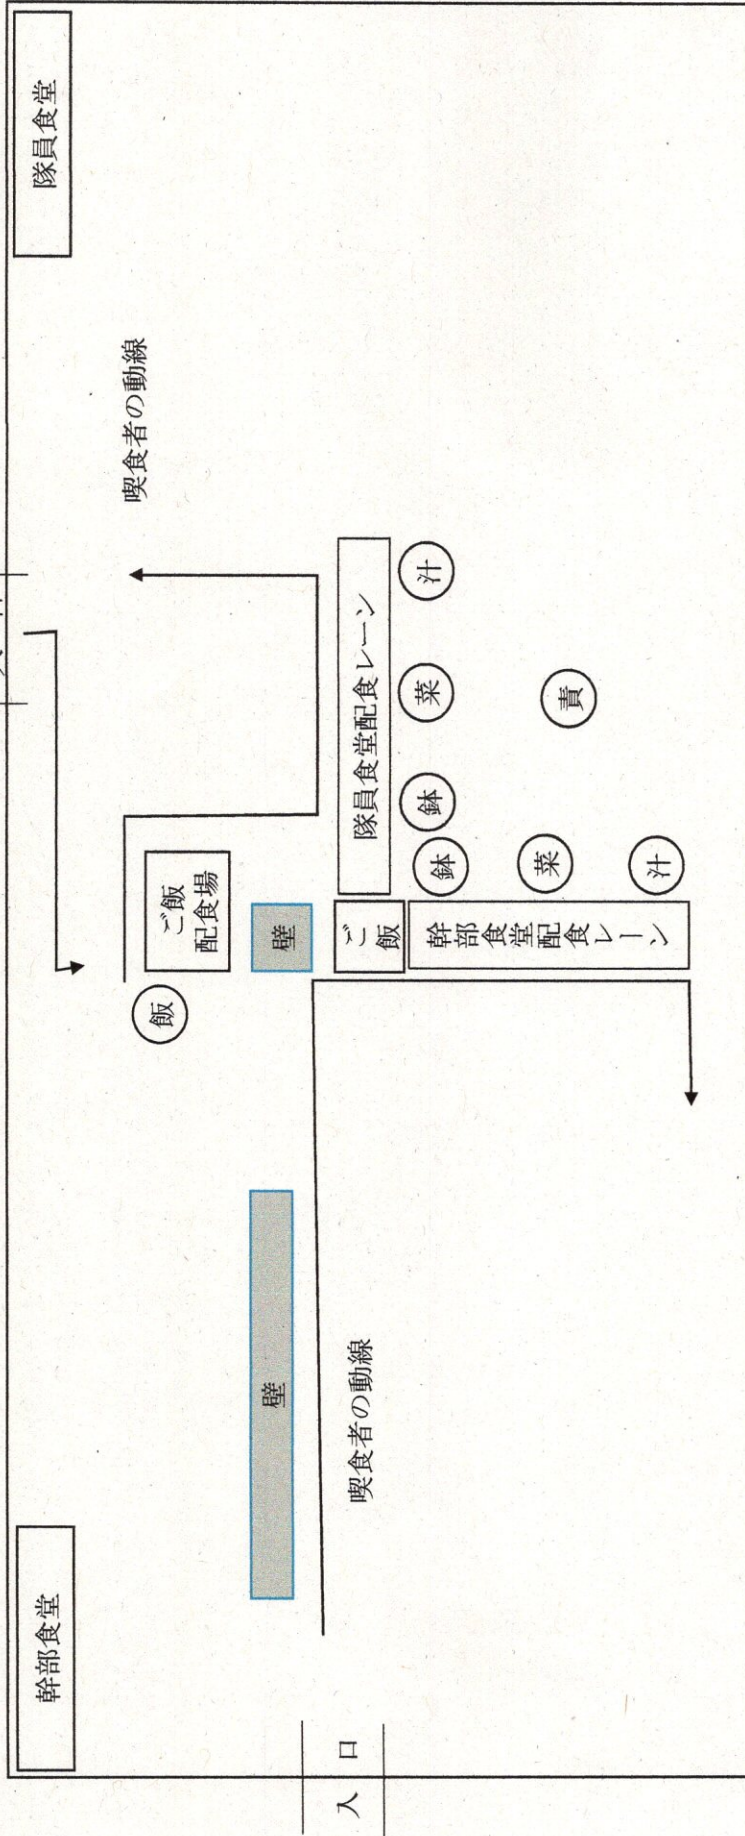 幹部食堂
隊員食堂
喫食者の動線
ご飯
配食場
飯
壁
壁
ご飯
隊員食堂配食レーン
幹部食堂配食レーン
鉢
菜
汁
鉢
菜
汁
責
喫食者の動線
入口